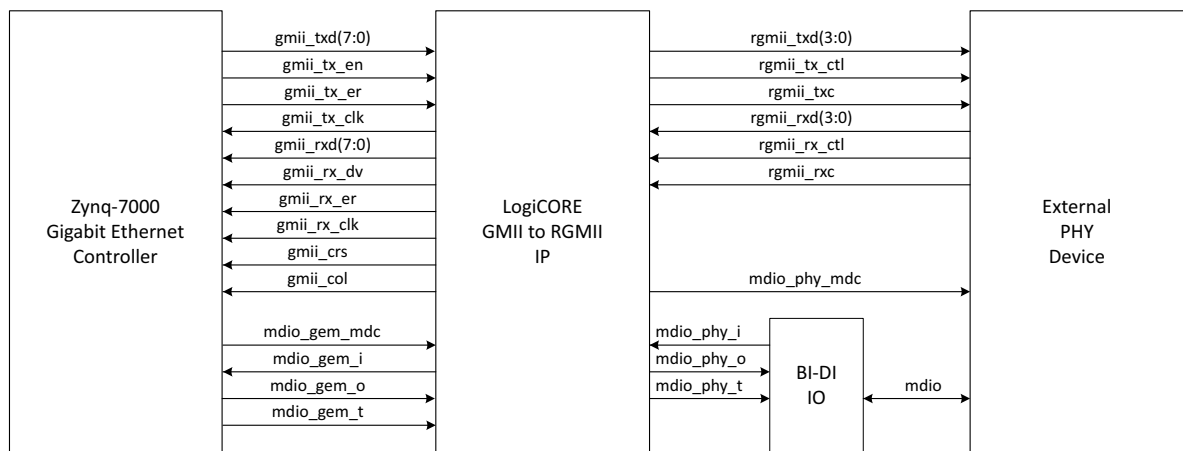 gmii_txd(7:0)
gmii_tx_en
gmii_tx_er
gmii_tx_clk
gmii_rxd(7:0)
gmii_rx_dv
gmii_rx_er
gmii_rx_clk
gmii_crs
gmii_col
mdio_gem_mdc
mdio_gem_i
mdio_gem_o
mdio_gem_t
Zynq-7000
Gigabit Ethernet
Controller
LogiCORE
GMII to RGMII
IP
rgmii_txd(3:0)
rgmii_tx_ctl
rgmii_txc
rgmii_rxd(3:0)
rgmii_rx_ctl
rgmii_rxc
mdio_phy_mdc
mdio_phy_i
mdio_phy_o
mdio_phy_t
BI-DI
IO
mdio
External
PHY
Device